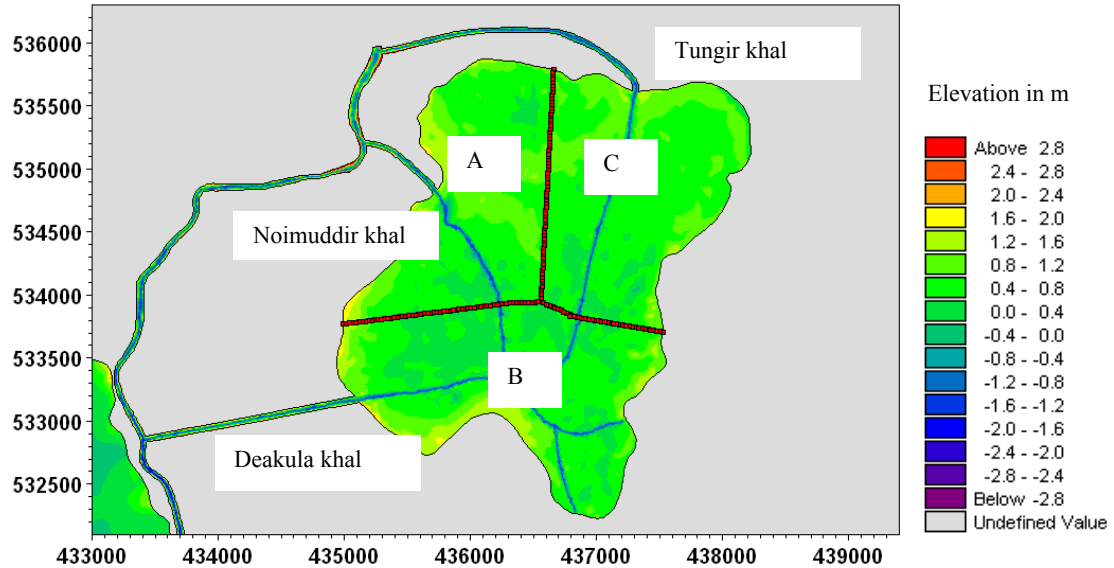 536000
535500
535000
534500
534000
533500
533000
532500
433000 434000 435000 436000 437000 438000 439000
Tungir khal
A
C
Noimuddir khal
B
Deakula khal
Elevation in m
Above 2.8
2.4 - 2.8
2.0 - 2.4
1.6 - 2.0
1.2 - 1.6
0.8 - 1.2
0.4 - 0.8
0.0 - 0.4
-0.4 - 0.0
-0.8 - -0.4
-1.2 - -0.8
-1.6 - -1.2
-2.0 - -1.6
-2.4 - -2.0
-2.8 - -2.4
Below -2.8
Undefined Value